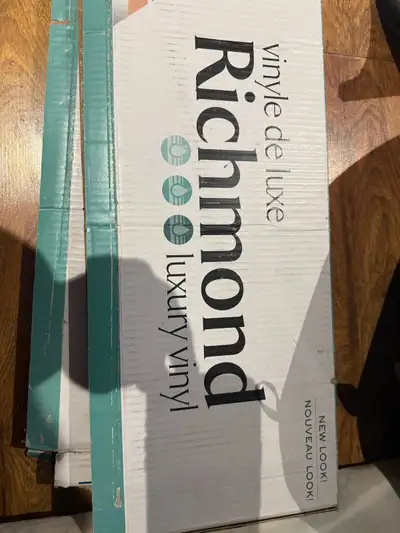 vinyle de luxe
Richmond
luxury vinyl
NEW LOOK!
NOUVEAU LOOK!